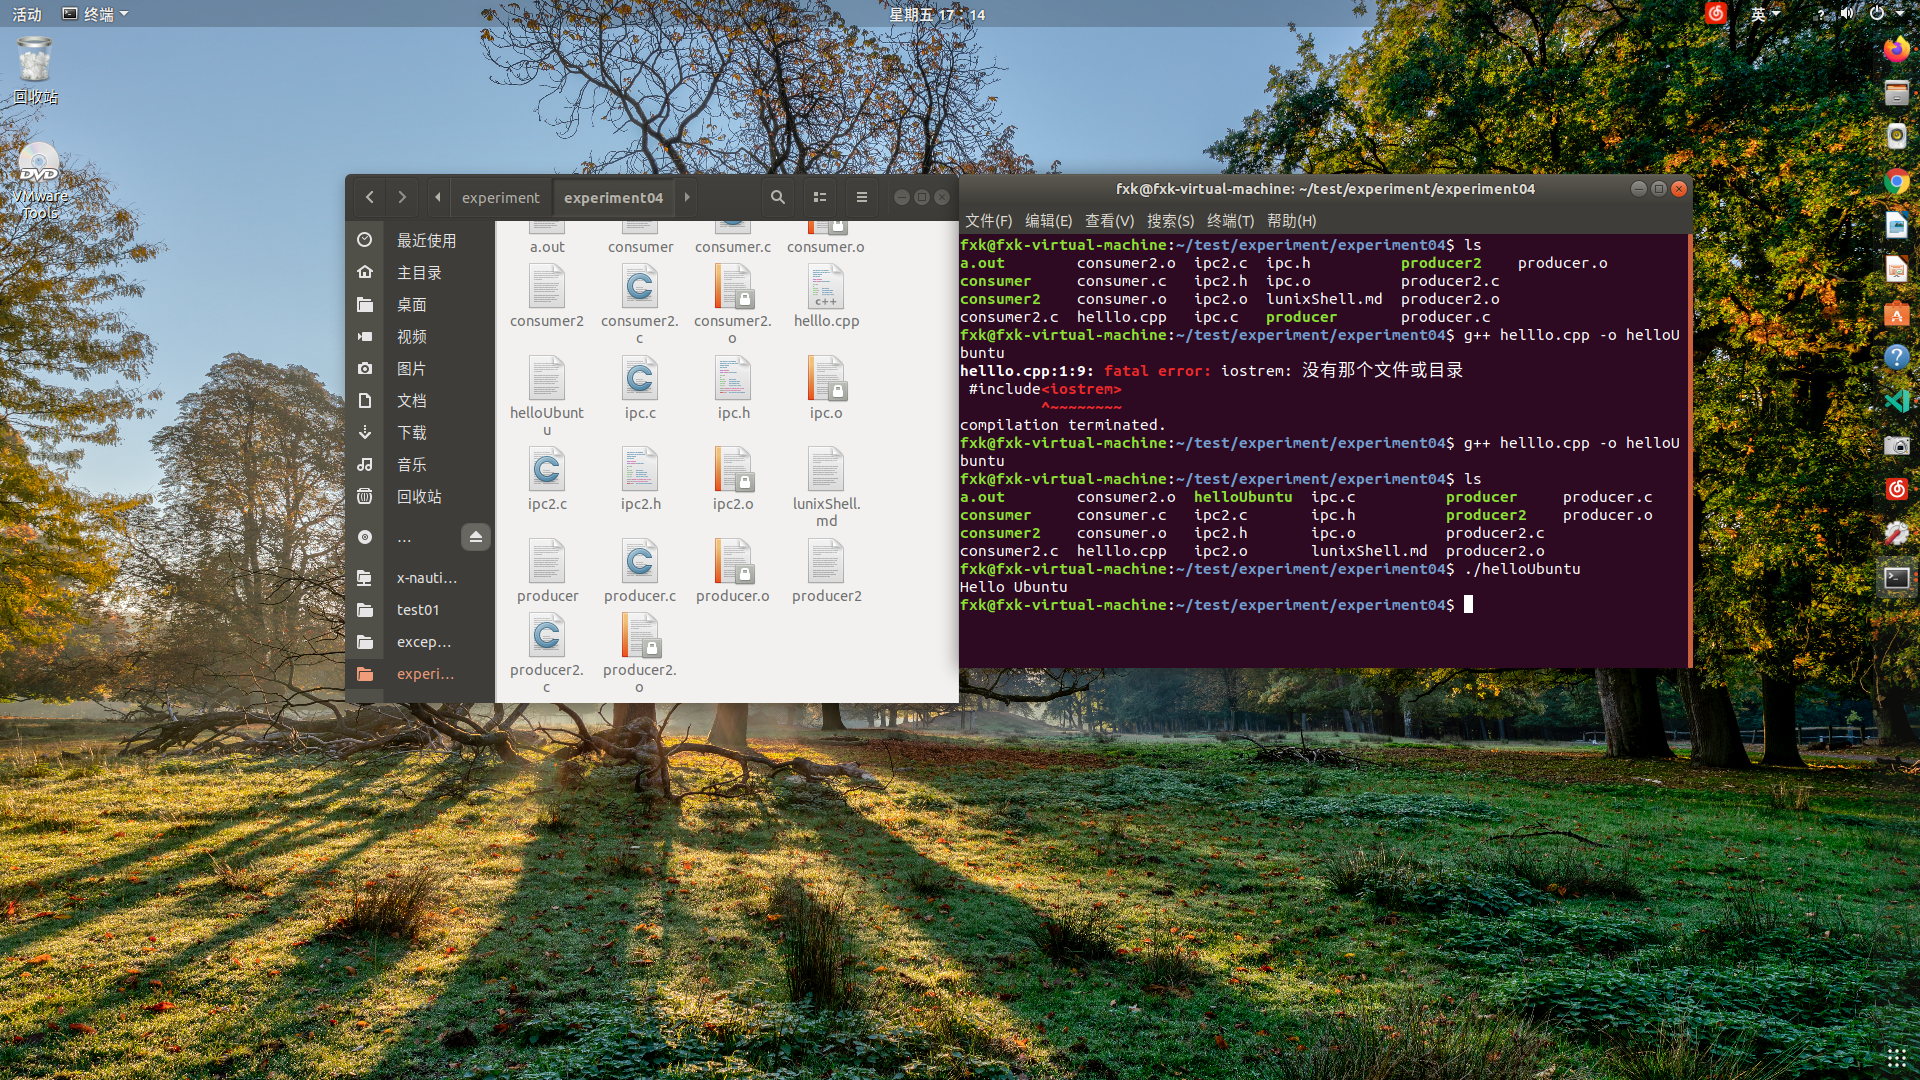 活动
终端
星期五 17 : 14
英
回收站
VMware
Tools
experiment
experiment04
最近使用
主目录
桌面
视频
图片
文档
下载
音乐
回收站
...
x-nauti...
test01
excep...
experi...
a.out consumer consumer.c consumer.o
consumer2 consumer2.
c consumer2.
o helllo.cpp
helloUbunt
u ipc.c ipc.h ipc.o
ipc2.c ipc2.h ipc2.o lunixShell.
md
producer producer.c producer.o producer2
producer2.
c producer2.
o
fxk@fxk-virtual-machine: ~/test/experiment/experiment04
文件(F) 编辑(E) 查看(V) 搜索(S) 终端(T) 帮助(H)
fxk@fxk-virtual-machine:~/test/experiment/experiment04$ ls
a.out consumer2.o ipc2.c ipc.h producer2 producer.o
consumer consumer.c ipc2.h ipc.o producer2.c
consumer2 consumer.o ipc2.o lunixShell.md producer2.o
consumer2.c helllo.cpp ipc.c producer producer.c
fxk@fxk-virtual-machine:~/test/experiment/experiment04$ g++ helllo.cpp -o helloU
buntu
helllo.cpp:1:9: fatal error: iostrem: 没有那个文件或目录
#include<iostrem>
^~~~~~~~~
compilation terminated.
fxk@fxk-virtual-machine:~/test/experiment/experiment04$ g++ helllo.cpp -o helloU
buntu
fxk@fxk-virtual-machine:~/test/experiment/experiment04$ ls
a.out consumer2.o helloUbuntu ipc.c producer producer.c
consumer consumer.c ipc2.c ipc.h producer2 producer.o
consumer2 consumer.o ipc2.h ipc.o producer2.c
consumer2.c helllo.cpp ipc2.o lunixShell.md producer2.o
fxk@fxk-virtual-machine:~/test/experiment/experiment04$ ./helloUbuntu
Hello Ubuntu
fxk@fxk-virtual-machine:~/test/experiment/experiment04$